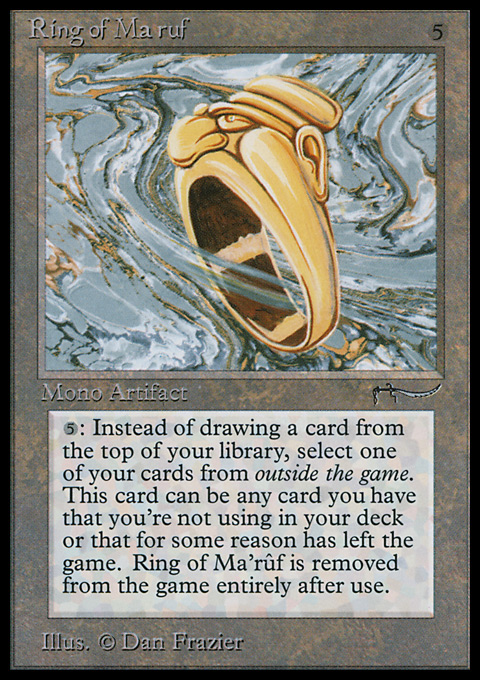 Ring of Ma ruf 5
Mono Artifact
5: Instead of drawing a card from
the top of your library, select one
of your cards from outside the game.
This card can be any card you have
that you're not using in your deck
or that for some reason has left the
game. Ring of Ma'rûf is removed
from the game entirely after use.
Illus. © Dan Frazier